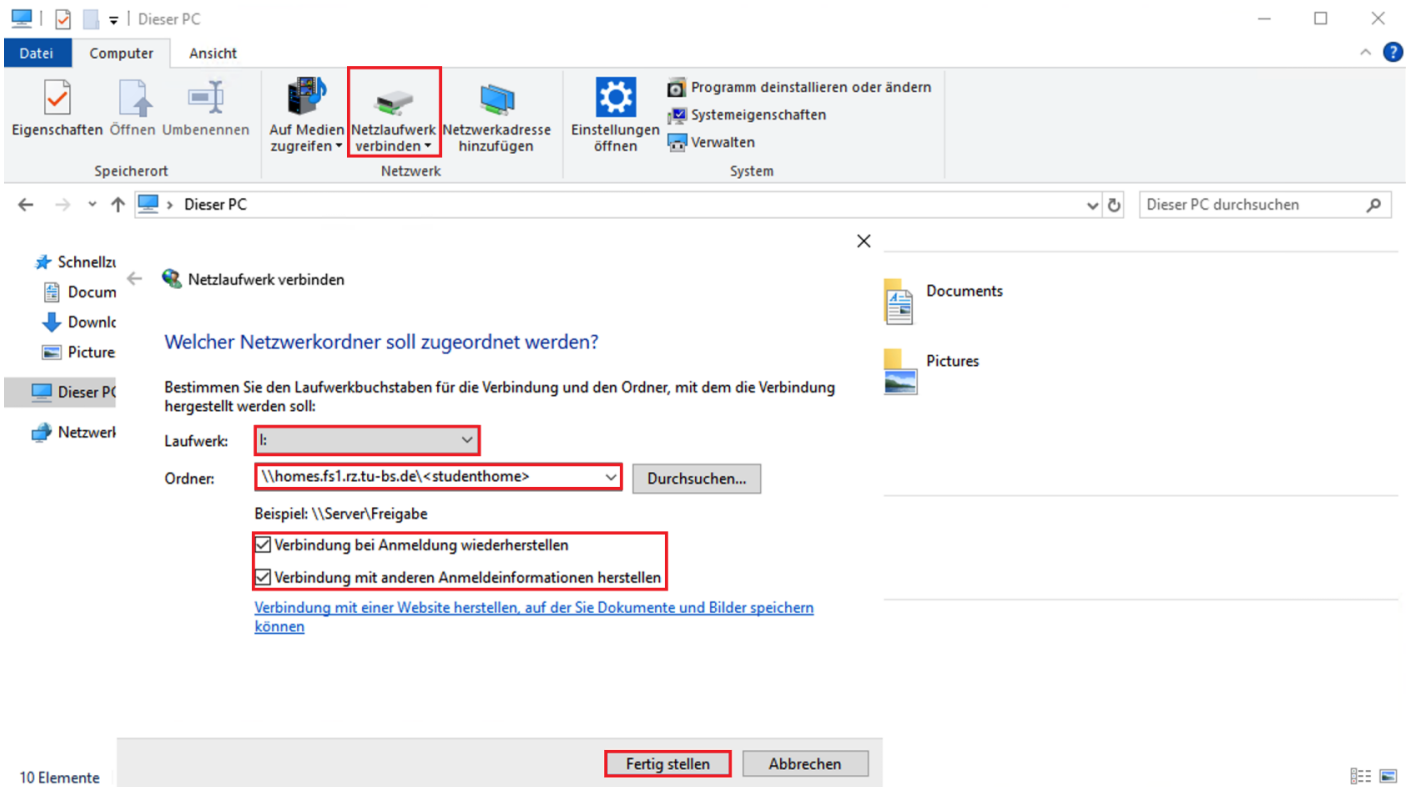 Dieser PC
Datei Computer Ansicht
Eigenschaften Öffnen Umbenennen
Auf Medien zugreifen
Netzlaufwerk verbinden
Netzwerkadresse hinzufügen
Einstellungen öffnen
Programm deinstallieren oder ändern
Systemeigenschaften
Verwalten
Speicherort Netzwerk System
Dieser PC
Dieser PC durchsuchen
Schnellzu
Docum
Downlo
Picture
Dieser PC
Netzwerk
Netzlaufwerk verbinden
Welcher Netzwerkordner soll zugeordnet werden?
Bestimmen Sie den Laufwerkbuchstaben für die Verbindung und den Ordner, mit dem die Verbindung
hergestellt werden soll:
Laufwerk: I:
Ordner: \\homes.fs1.rz.tu-bs.de\<studenthome> Durchsuchen...
Beispiel: \\Server\Freigabe
Verbindung bei Anmeldung wiederherstellen
Verbindung mit anderen Anmeldeinformationen herstellen
Verbindung mit einer Website herstellen, auf der Sie Dokumente und Bilder speichern
können
Fertig stellen Abbrechen
Documents
Pictures
10 Elemente